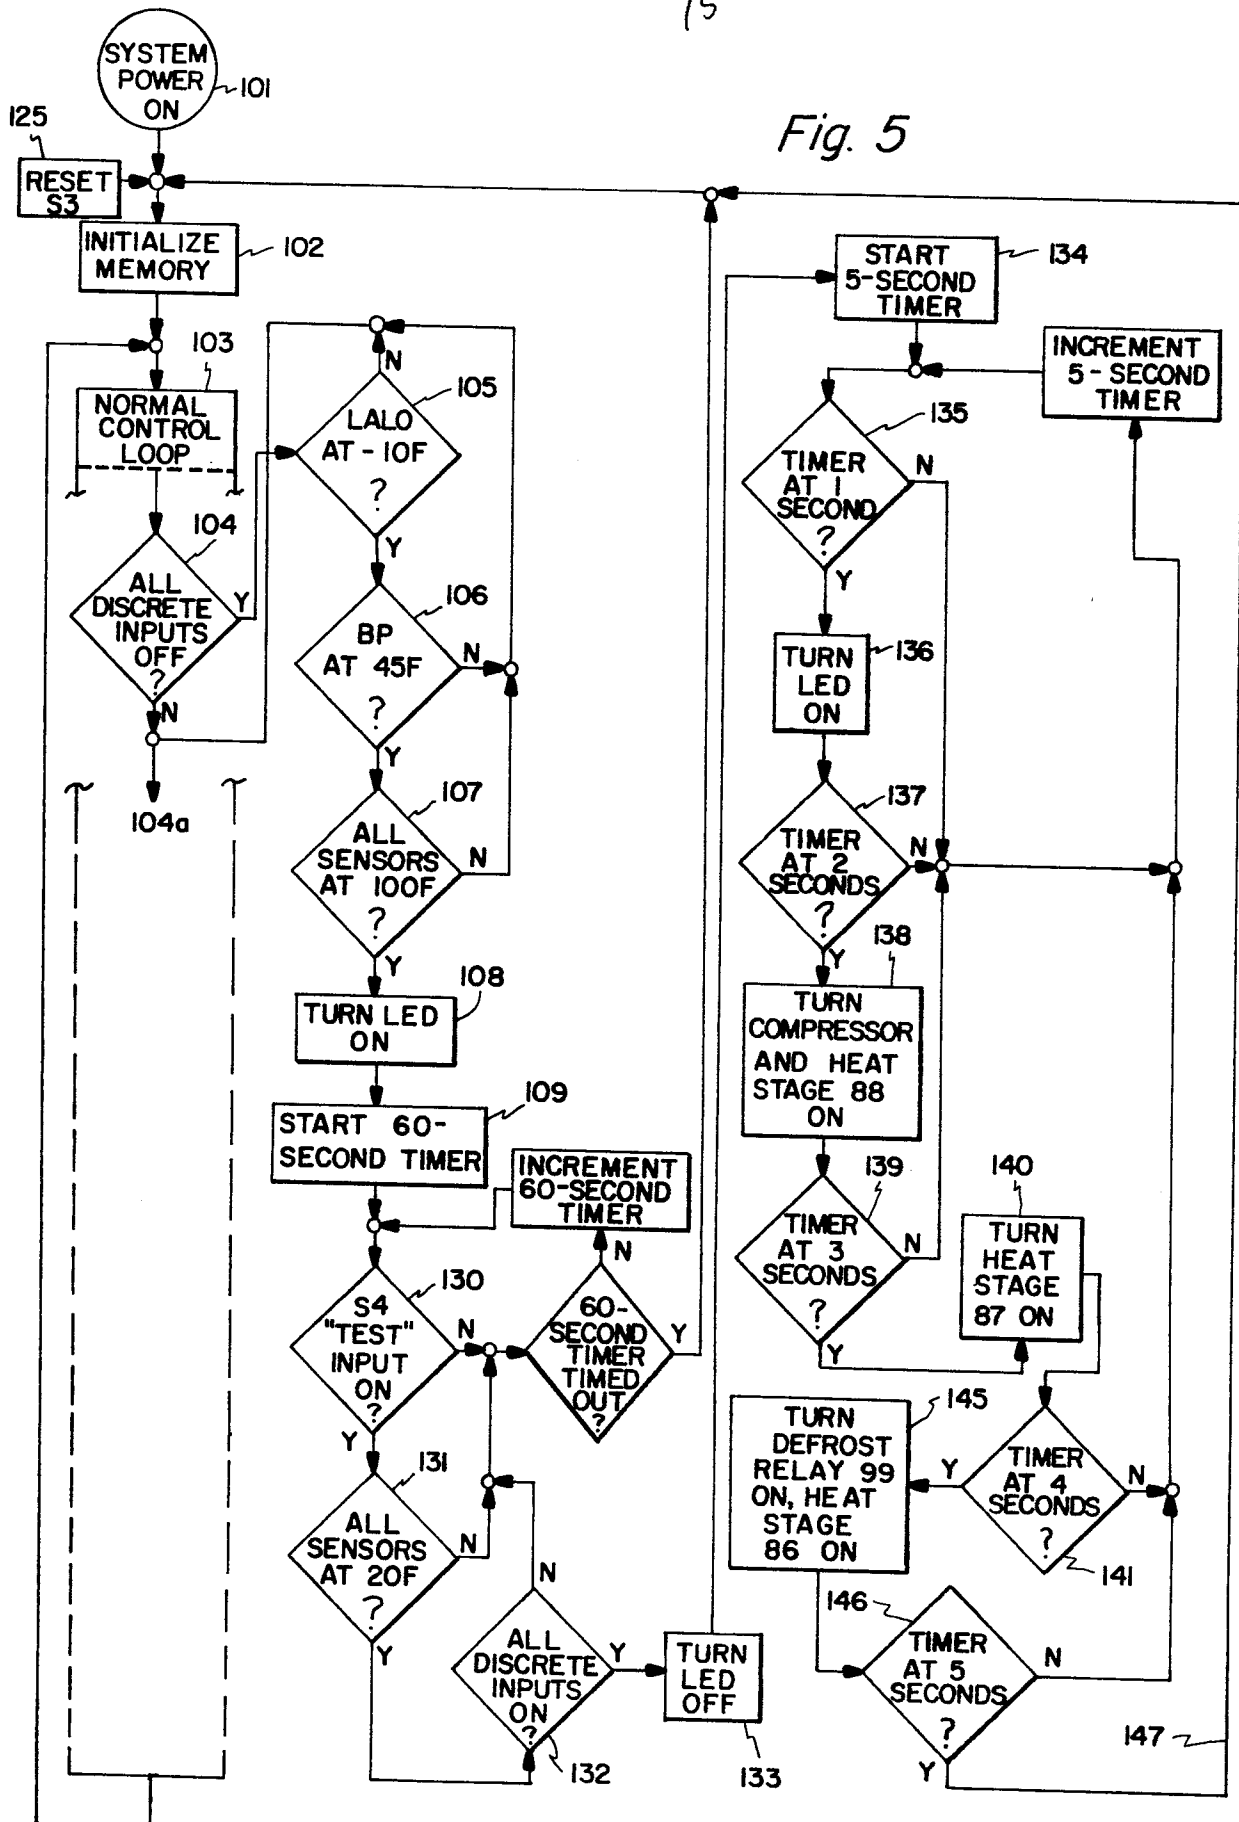 15
Fig. 5
SYSTEM
POWER
ON
101
125
RESET
S3
INITIALIZE
MEMORY
102
103
NORMAL
CONTROL
LOOP
104
ALL
DISCRETE
INPUTS
OFF
?
Y
N
104a
N
105
LALO
AT -10F
?
Y
106
BP
AT 45F
?
N
Y
107
ALL
SENSORS
AT 100F
?
N
Y
108
TURN LED
ON
109
START 60-
SECOND TIMER
INCREMENT
60-SECOND
TIMER
N
130
S4
"TEST"
INPUT
ON
?
N
Y
60-
SECOND
TIMER
TIMED
OUT
?
Y
131
ALL
SENSORS
AT 20F
?
N
Y
N
ALL
DISCRETE
INPUTS
ON
?
Y
132
TURN
LED
OFF
133
START
5-SECOND
TIMER
134
INCREMENT
5-SECOND
TIMER
135
TIMER
AT 1
SECOND
?
N
Y
136
TURN
LED
ON
137
TIMER
AT 2
SECONDS
?
N
Y
138
TURN
COMPRESSOR
AND HEAT
STAGE 88
ON
139
TIMER
AT 3
SECONDS
?
N
Y
140
TURN
HEAT
STAGE
87 ON
145
TURN
DEFROST
RELAY 99
ON, HEAT
STAGE
86 ON
Y
TIMER
AT 4
SECONDS
?
N
141
146
TIMER
AT 5
SECONDS
?
N
Y
147